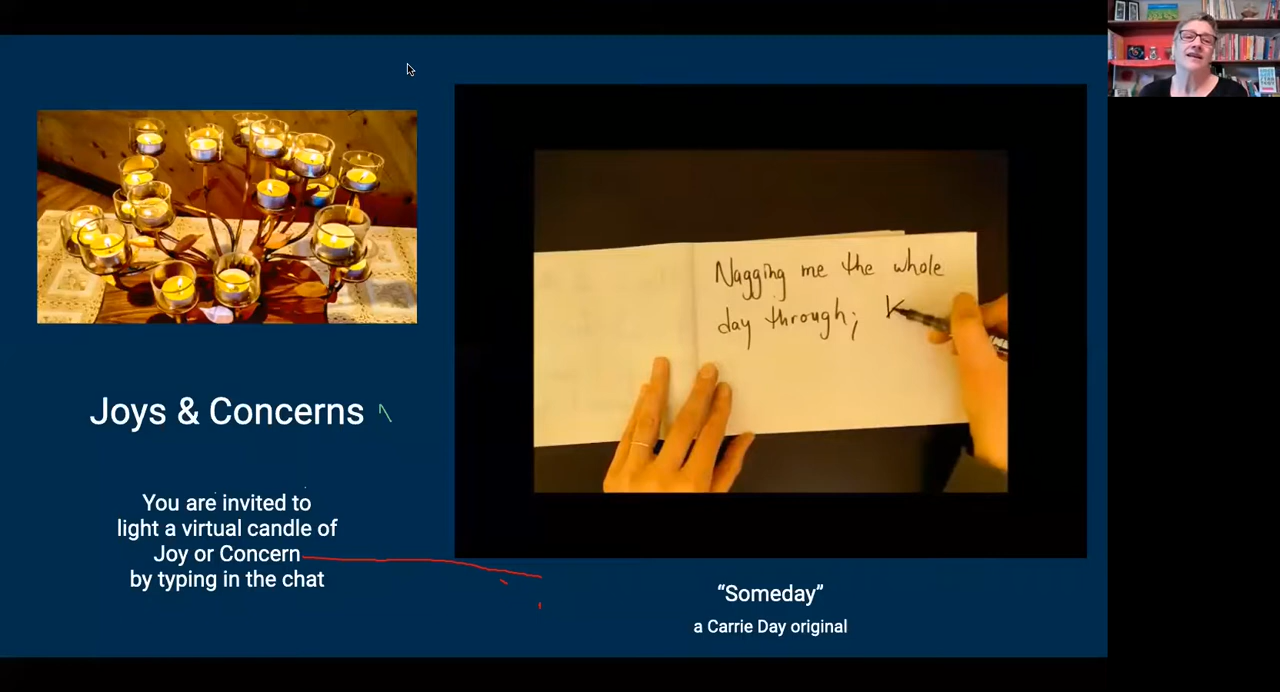 Nagging me the whole
day through; K
Joys & Concerns
You are invited to
light a virtual candle of
Joy or Concern
by typing in the chat
“Someday”
a Carrie Day original